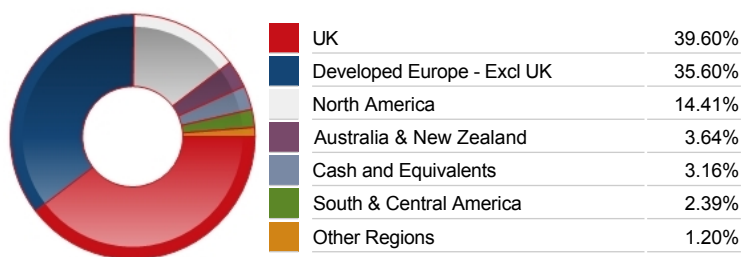 UK 39.60%
Developed Europe - Excl UK 35.60%
North America 14.41%
Australia & New Zealand 3.64%
Cash and Equivalents 3.16%
South & Central America 2.39%
Other Regions 1.20%